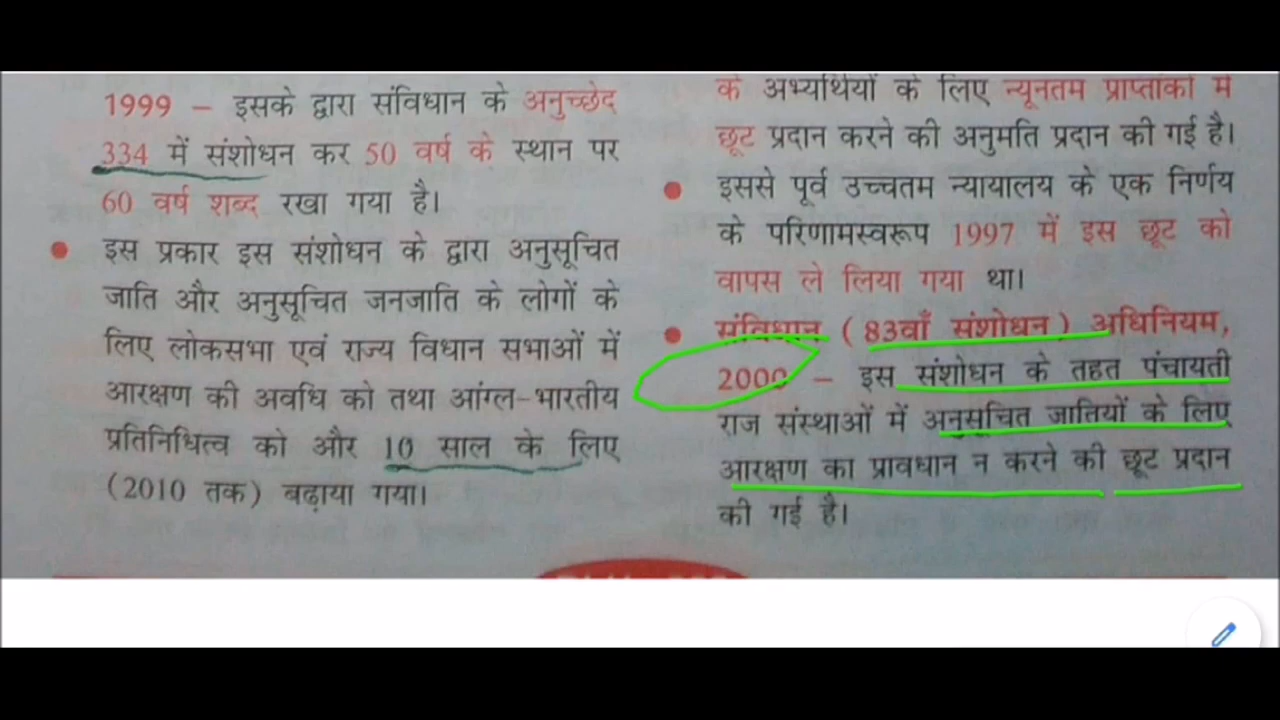 1999 – इसके द्वारा संविधान के अनुच्छेद
334 में संशोधन कर 50 वर्ष के स्थान पर
60 वर्ष शब्द रखा गया है।
इस प्रकार इस संशोधन के द्वारा अनुसूचित
जाति और अनुसूचित जनजाति के लोगों के
लिए लोकसभा एवं राज्य विधान सभाओं में
आरक्षण की अवधि को तथा आंग्ल-भारतीय
प्रतिनिधित्व को और 10 साल के लिए
(2010 तक) बढ़ाया गया।
के अभ्यर्थियों के लिए न्यूनतम प्राप्तांकों में
छूट प्रदान करने की अनुमति प्रदान की गई है।
इससे पूर्व उच्चतम न्यायालय के एक निर्णय
के परिणामस्वरूप 1997 में इस छूट को
वापस ले लिया गया था।
संविधान (83वाँ संशोधन) अधिनियम,
2000 – इस संशोधन के तहत पंचायती
राज संस्थाओं में अनुसूचित जातियों के लिए
आरक्षण का प्रावधान न करने की छूट प्रदान
की गई है।